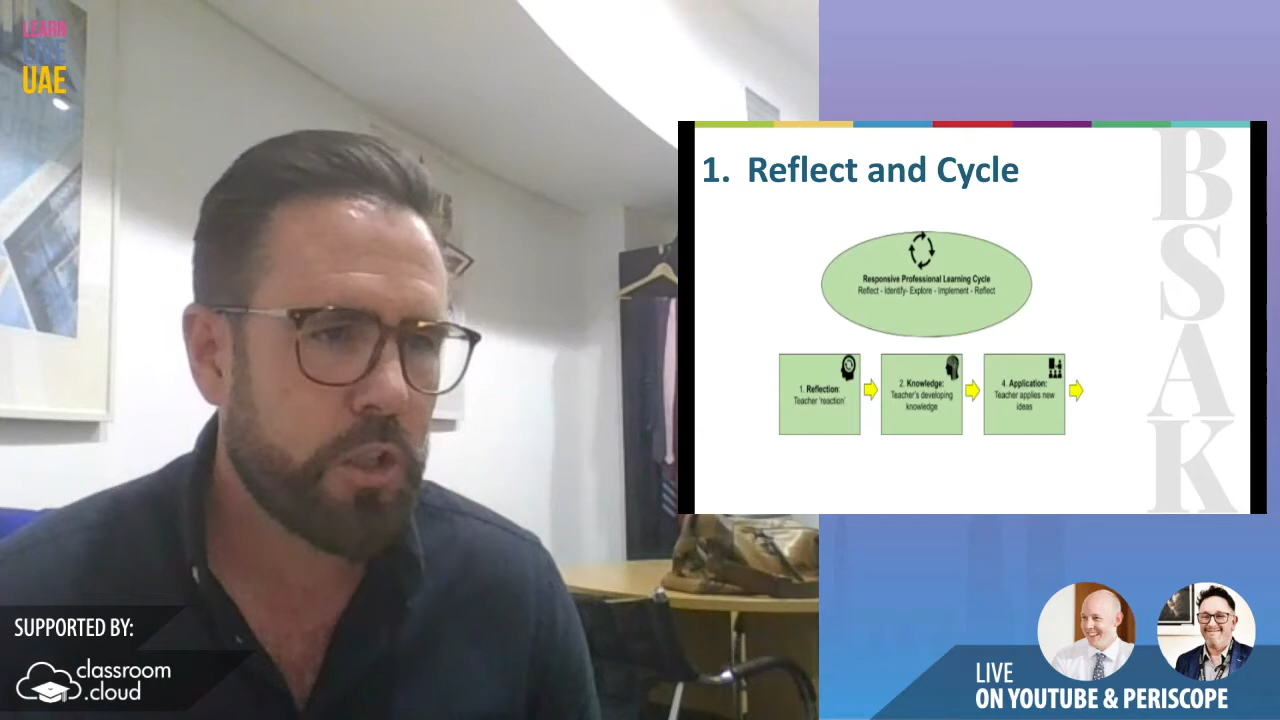 LEARN
LIVE
UAE
1. Reflect and Cycle
BSAK
Responsive Professional Learning Cycle
Reflect - Identify- Explore - Implement - Reflect
1. Reflection:
Teacher 'reaction'
2. Knowledge:
Teacher's developing
knowledge
4. Application:
Teacher applies new
ideas
SUPPORTED BY:
classroom
.cloud
LIVE
ON YOUTUBE & PERISCOPE